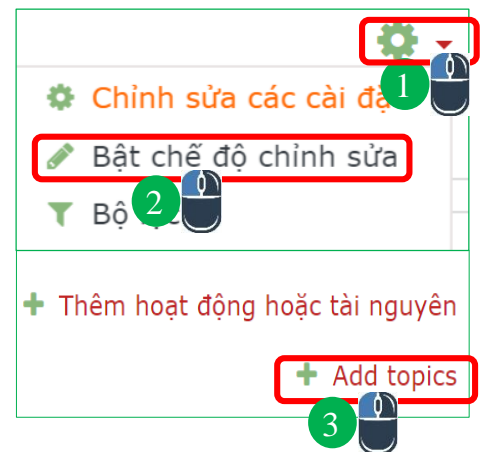 1
Chỉnh sửa các cài
Bật chế độ chỉnh sửa
2
Bộ
Thêm hoạt động hoặc tài nguyên
Add topics
3